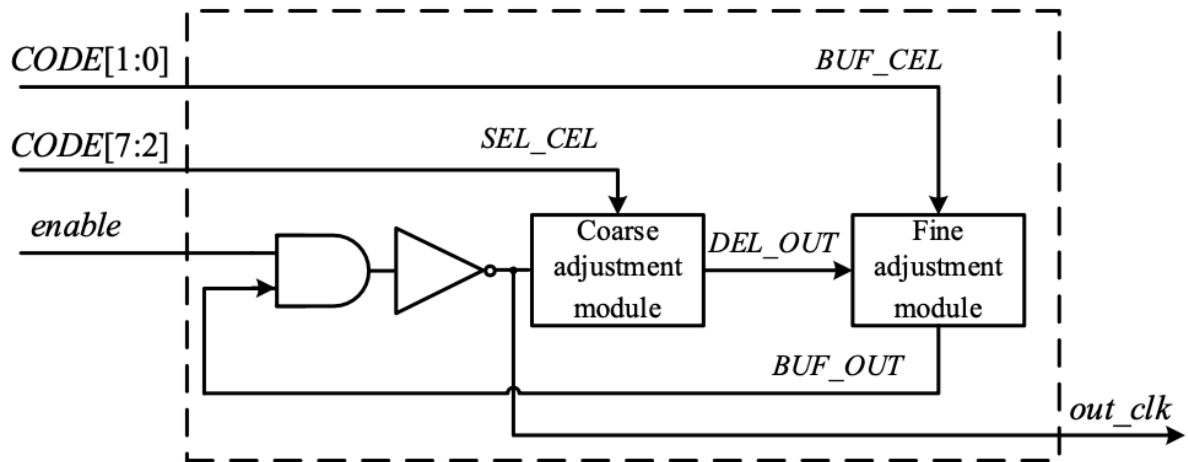 CODE[1:0]
BUF_CEL
CODE[7:2]
SEL_CEL
enable
Coarse
adjustment
module
DEL_OUT
Fine
adjustment
module
BUF_OUT
out_clk